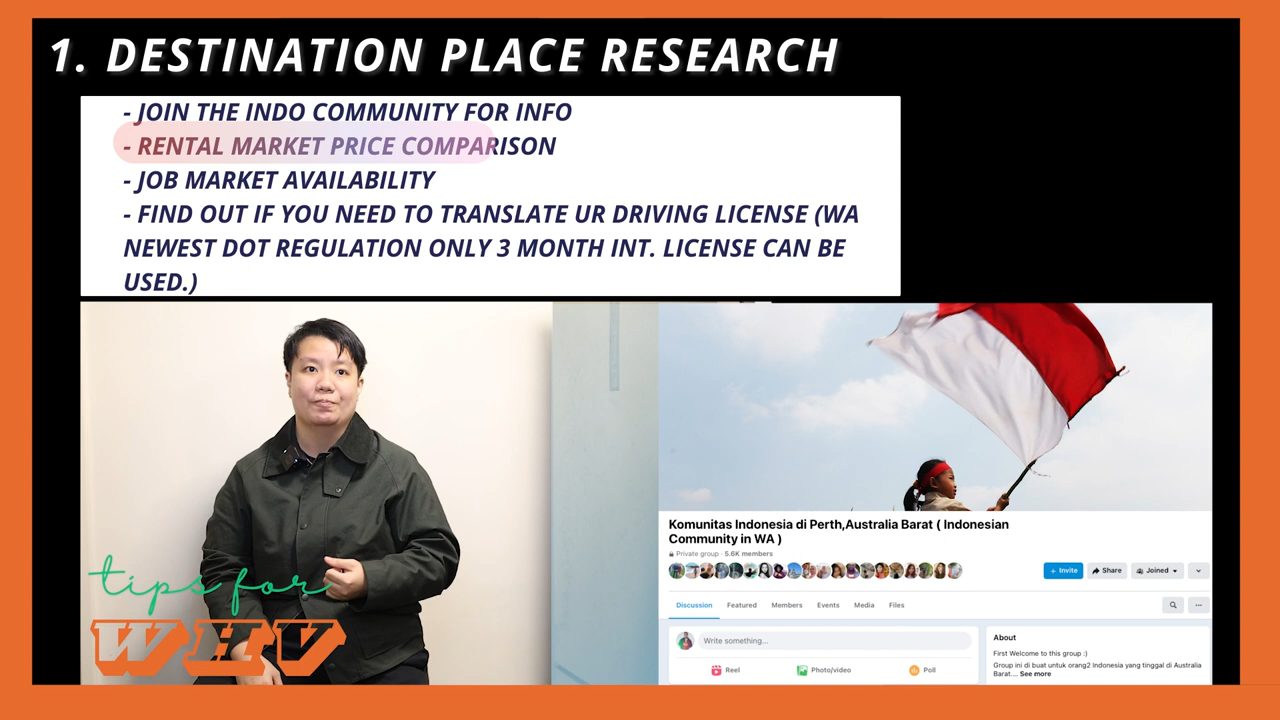 1. DESTINATION PLACE RESEARCH
- JOIN THE INDO COMMUNITY FOR INFO
- RENTAL MARKET PRICE COMPARISON
- JOB MARKET AVAILABILITY
- FIND OUT IF YOU NEED TO TRANSLATE UR DRIVING LICENSE (WA
NEWEST DOT REGULATION ONLY 3 MONTH INT. LICENSE CAN BE
USED.)
tips for
WHV
Komunitas Indonesia di Perth,Australia Barat ( Indonesian
Community in WA )
Private group · 5.6K members
+ Invite
Share
Joined
Discussion
Featured
Members
Events
Media
Files
Write something...
Reel
Photo/video
Poll
About
First Welcome to this group :)
Group ini di buat untuk orang2 Indonesia yang tinggal di Australia
Barat... See more